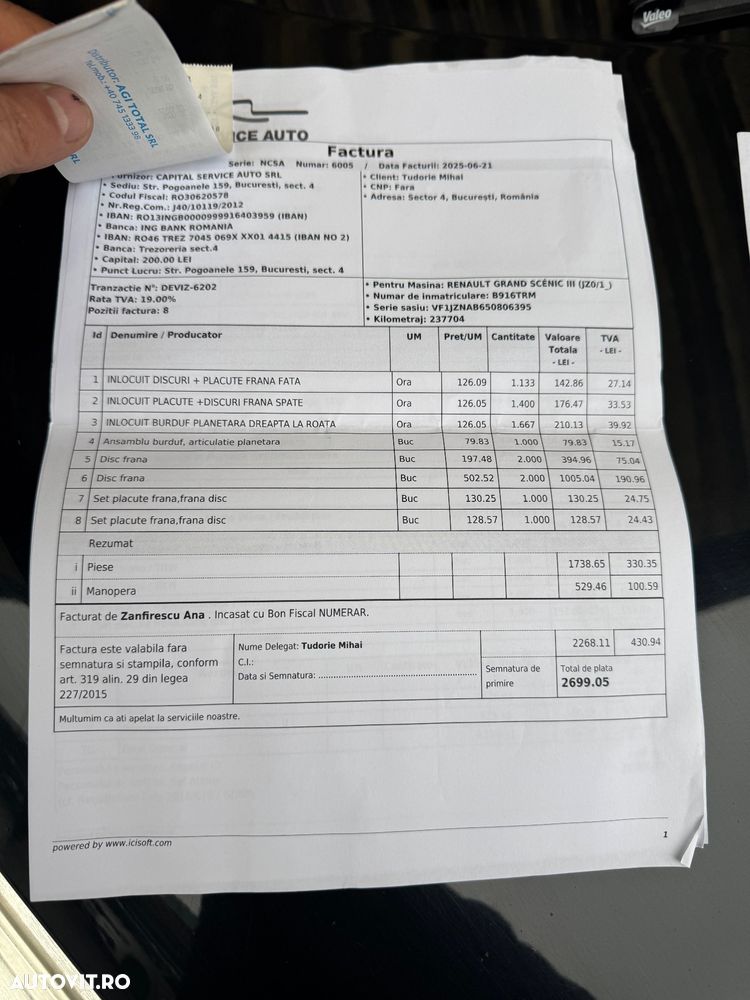 Valeo
Distribuitor: AGI TOTAL SRL
Tel.mob.: +40 745 1333 98
SRL
ICE AUTO
Factura
Serie: NCSA Numar: 6005 / Data Facturii: 2025-06-21
Furnizor: CAPITAL SERVICE AUTO SRL
• Sediu: Str. Pogoanele 159, Bucuresti, sect. 4
• Codul Fiscal: RO30620578
• Nr.Reg.Com.: J40/10119/2012
• IBAN: RO13INGB0000999916403959 (IBAN)
• Banca: ING BANK ROMANIA
• IBAN: RO46 TREZ 7045 069X XX01 4415 (IBAN NO 2)
• Banca: Trezoreria sect.4
• Capital: 200.00 LEI
• Punct Lucru: Str. Pogoanele 159, Bucuresti, sect. 4
• Client: Tudorie Mihai
• CNP: Fara
• Adresa: Sector 4, București, România
Tranzactie N°: DEVIZ-6202
Rata TVA: 19.00%
Pozitii factura: 8
• Pentru Masina: RENAULT GRAND SCÉNIC III (JZ0/1_)
• Numar de inmatriculare: B916TRM
• Serie sasiu: VF1JZNAB650806395
• Kilometraj: 237704
Id Denumire / Producator UM Pret/UM Cantitate Valoare Totala - LEI - TVA - LEI -
1 INLOCUIT DISCURI + PLACUTE FRANA FATA Ora 126.09 1.133 142.86 27.14
2 INLOCUIT PLACUTE +DISCURI FRANA SPATE Ora 126.05 1.400 176.47 33.53
3 INLOCUIT BURDUF PLANETARA DREAPTA LA ROATA Ora 126.05 1.667 210.13 39.92
4 Ansamblu burduf, articulatie planetara Buc 79.83 1.000 79.83 15.17
5 Disc frana Buc 197.48 2.000 394.96 75.04
6 Disc frana Buc 502.52 2.000 1005.04 190.96
7 Set placute frana,frana disc Buc 130.25 1.000 130.25 24.75
8 Set placute frana,frana disc Buc 128.57 1.000 128.57 24.43
Rezumat
i Piese 1738.65 330.35
ii Manopera 529.46 100.59
Facturat de Zanfirescu Ana . Incasat cu Bon Fiscal NUMERAR.
Factura este valabila fara
semnatura si stampila, conform
art. 319 alin. 29 din legea
227/2015
Nume Delegat: Tudorie Mihai
C.I.:
Data si Semnatura: ................................................
2268.11 430.94
Semnatura de
primire
Total de plata
2699.05
Multumim ca ati apelat la serviciile noastre.
powered by www.icisoft.com
1
AUTOVIT.RO